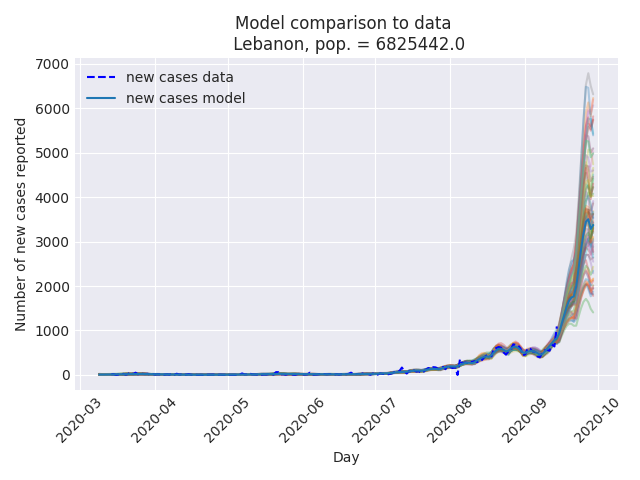 Model comparison to data
Lebanon, pop. = 6825442.0
7000
6000
5000
4000
3000
2000
1000
0
Number of new cases reported
new cases data
new cases model
2020-03
2020-04
2020-05
2020-06
2020-07
2020-08
2020-09
2020-10
Day